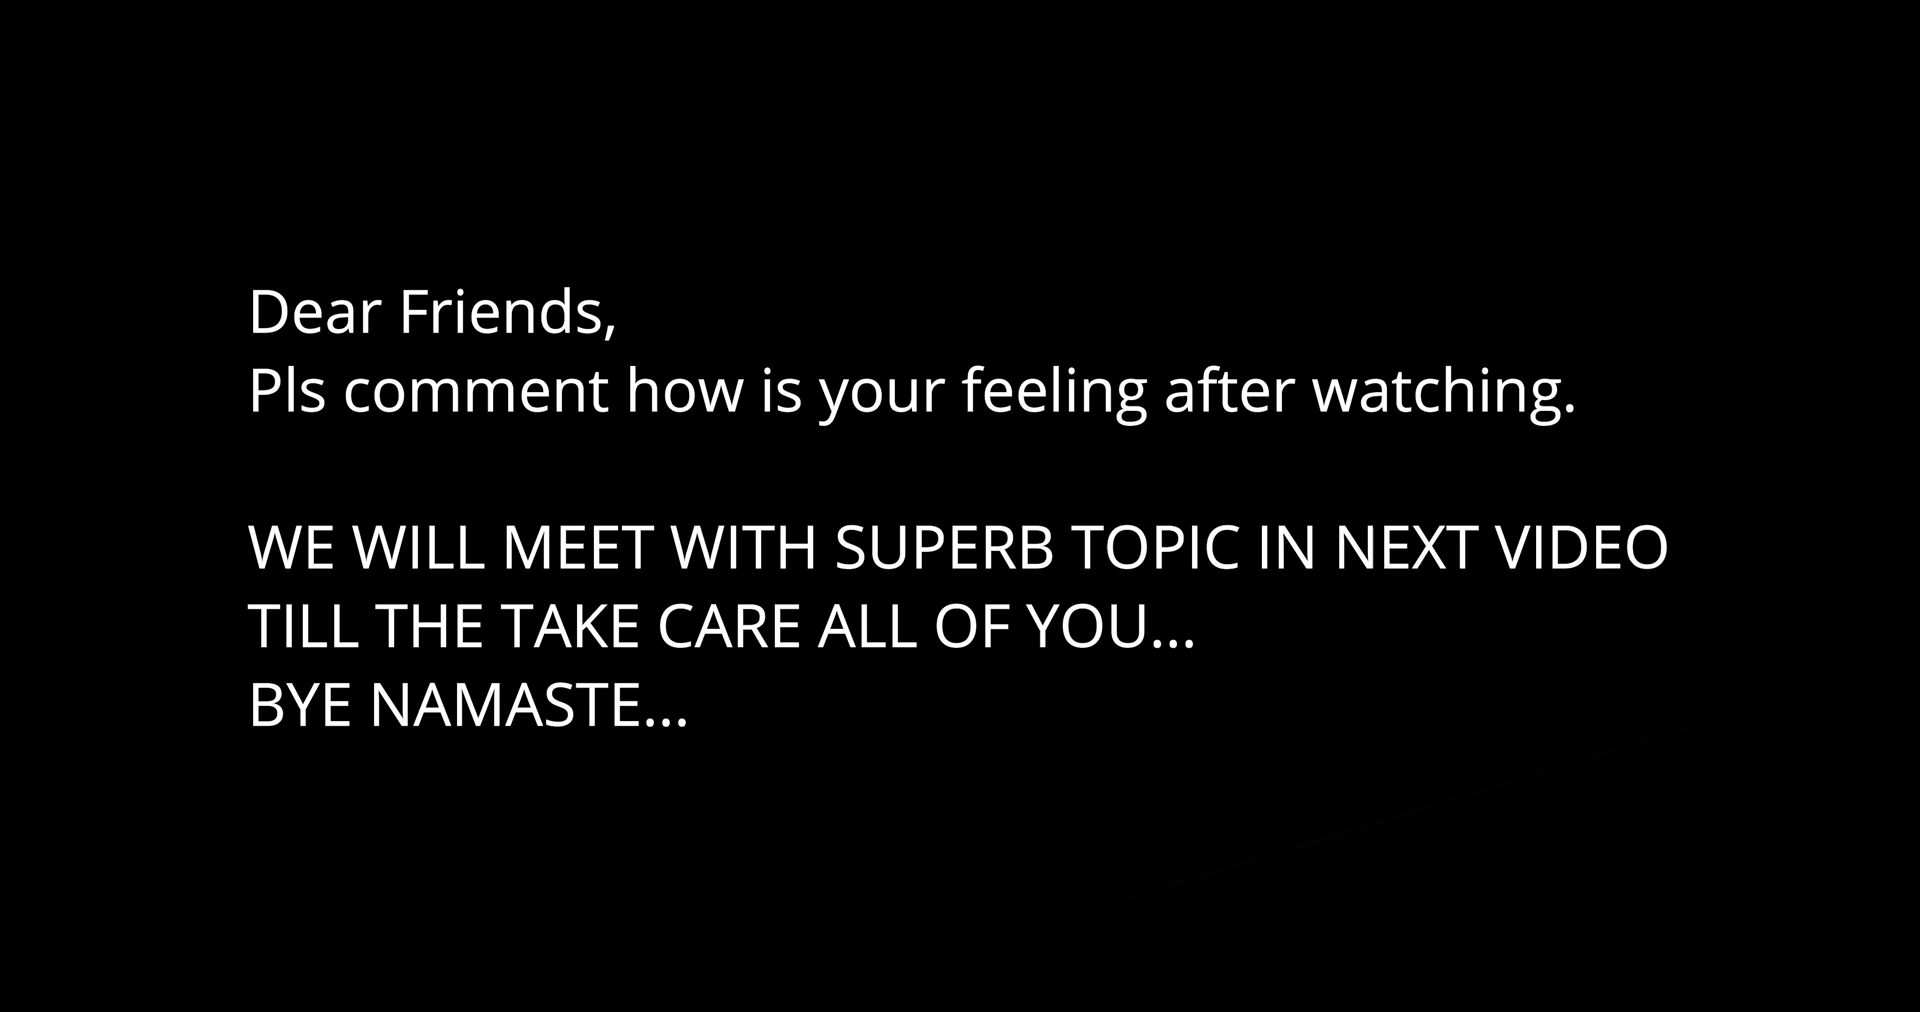 Dear Friends,
Pls comment how is your feeling after watching.
WE WILL MEET WITH SUPERB TOPIC IN NEXT VIDEO
TILL THE TAKE CARE ALL OF YOU...
BYE NAMASTE...